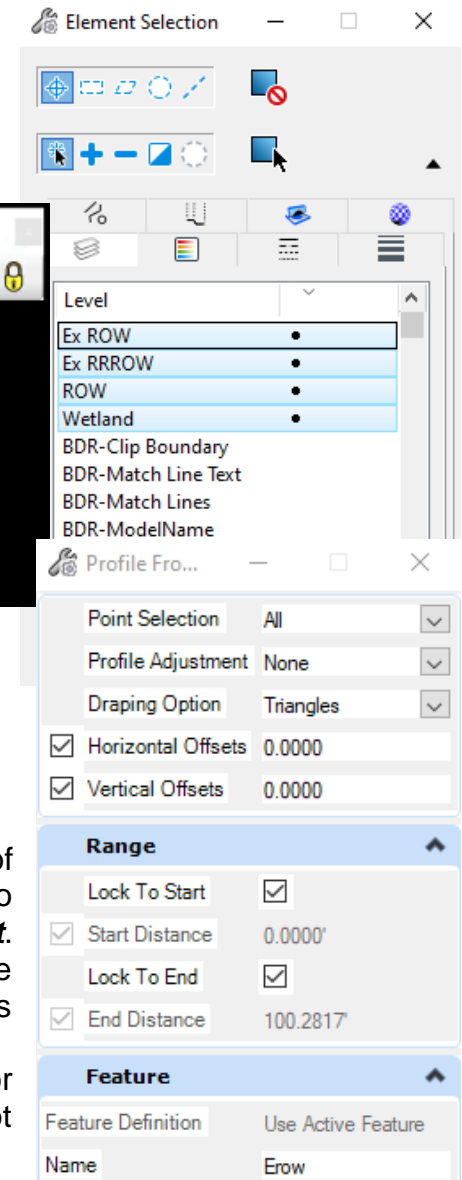 Element Selection
Level
Ex ROW
Ex RRROW
ROW
Wetland
BDR-Clip Boundary
BDR-Match Line Text
BDR-Match Lines
BDR-ModelName
Profile Fro...
Point Selection All
Profile Adjustment None
Draping Option Triangles
Horizontal Offsets 0.0000
Vertical Offsets 0.0000
Range
Lock To Start
Start Distance 0.0000'
Lock To End
End Distance 100.2817'
Feature
Feature Definition Use Active Feature
Name Erow
of
t.